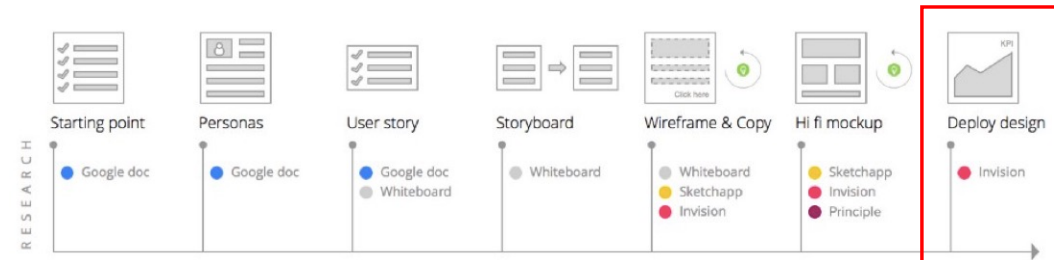 KPI
Click here
Starting point
Personas
User story
Storyboard
Wireframe & Copy
Hi fi mockup
Deploy design
RESEARCH
Google doc
Google doc
Google doc
Whiteboard
Whiteboard
Whiteboard
Sketchapp
Invision
Sketchapp
Invision
Principle
Invision